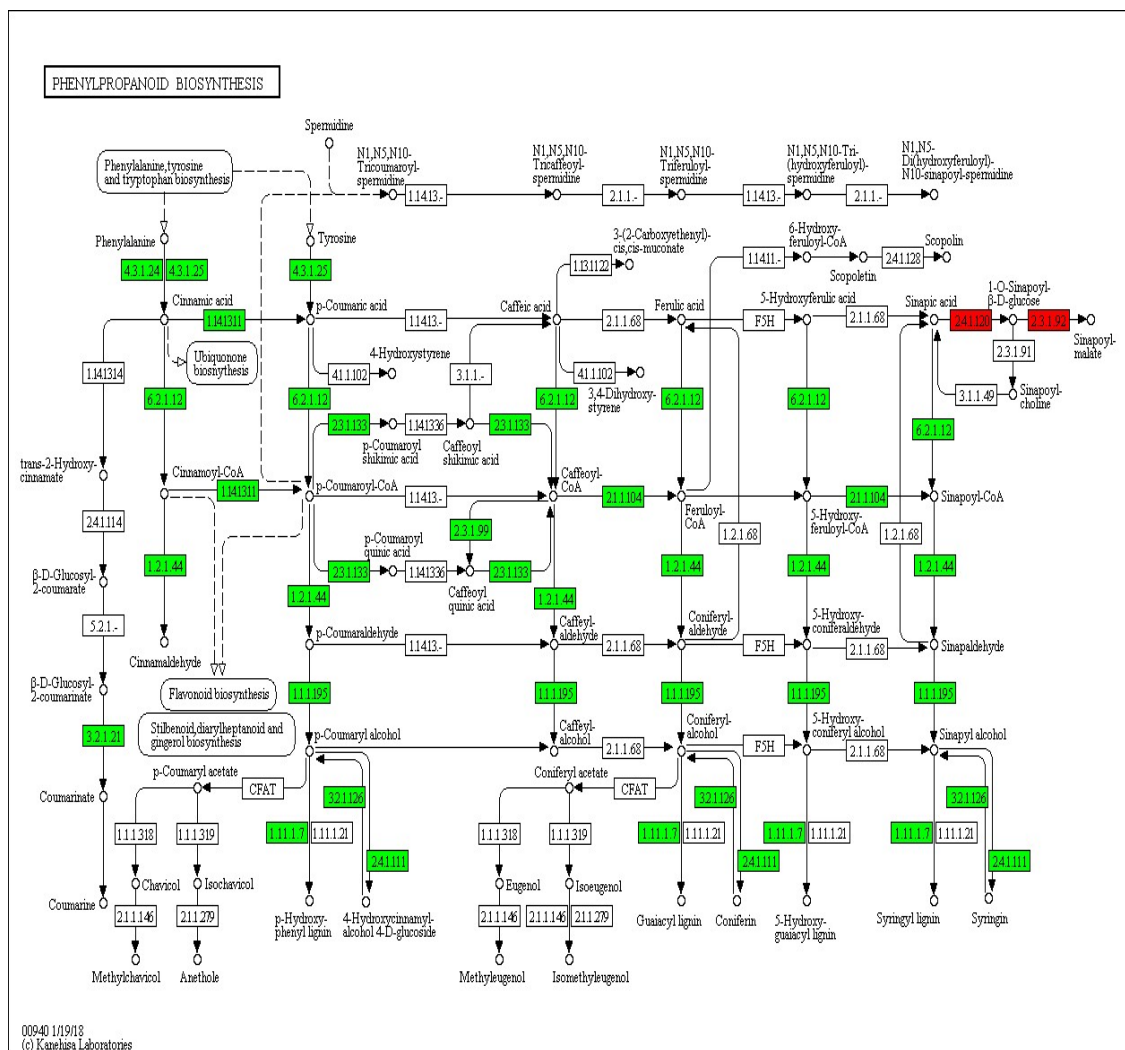 PHENYLPROPANOID BIOSYNTHESIS
Spermidine
Phenylalanine,tyrosine
and tryptophan biosynthesis
N1,N5,N10-
Tricoumaroyl-
spermidine
N1,N5,N10-
Tricaffeoyl-
spermidine
N1,N5,N10-
Triferuloyl-
spermidine
N1,N5,N10-Tri-
(hydroxyferuloyl)-
spermidine
N1,N5-
Di(hydroxyferuloyl)-
N10-sinapoyl-spermidine
1.14.13.-
2.1.1.-
1.14.13.-
2.1.1.-
Phenylalanine
Tyrosine
3-(2-Carboxyethenyl)-
cis,cis-muconate
6-Hydroxy-
feruloyl-CoA
Scopolin
4.3.1.24
4.3.1.25
4.3.1.25
1.13.1122
1.14.11.-
Scopoletin
2.4.1.128
Cinnamic acid
p-Coumaric acid
Caffeic acid
Ferulic acid
5-Hydroxyferulic acid
Sinapic acid
1-O-Sinapoyl-
β-D-glucose
1.141311
1.14.13.-
2.1.1.68
F5H
2.1.1.68
2.4.1.120
2.3.1.92
Sinapoyl-
malate
Ubiquonone
biosynthesis
4-Hydroxystyrene
4.1.1.102
3.1.1.-
4.1.1.102
3,4-Dihydroxy-
styrene
2.3.1.91
3.1.1.49
Sinapoyl-
choline
1.14.1314
6.2.1.12
6.2.1.12
6.2.1.12
6.2.1.12
6.2.1.12
6.2.1.12
2.3.1.133
1.14.1336
2.3.1.133
p-Coumaroyl
shikimic acid
Caffeoyl
shikimic acid
trans-2-Hydroxy-
cinnamate
Cinnamoyl-CoA
p-Coumaroyl-CoA
Caffeoyl-
CoA
Feruloyl-
CoA
5-Hydroxy-
feruloyl-CoA
Sinapoyl-CoA
1.141311
1.14.13.-
2.1.1.104
2.1.1.104
2.4.1.114
2.3.1.99
1.2.1.68
1.2.1.68
p-Coumaroyl
quinic acid
2.3.1.133
1.14.1336
2.3.1.133
Caffeoyl
quinic acid
1.2.1.44
1.2.1.44
1.2.1.44
1.2.1.44
1.2.1.44
1.2.1.44
β-D-Glucosyl-
2-coumarate
5.2.1.-
Cinnamaldehyde
p-Coumaraldehyde
Caffeyl-
aldehyde
Coniferyl-
aldehyde
5-Hydroxy-
coniferaldehyde
Sinapaldehyde
1.14.13.-
2.1.1.68
F5H
2.1.1.68
β-D-Glucosyl-
2-coumarinate
Flavonoid biosynthesis
Stilbenoid,diarylheptanoid and
gingerol biosynthesis
1.1.1.195
1.1.1.195
1.1.1.195
1.1.1.195
1.1.1.195
3.2.1.21
p-Coumaryl alcohol
Caffeyl-
alcohol
Coniferyl-
alcohol
5-Hydroxy-
coniferyl alcohol
Sinapyl alcohol
2.1.1.68
F5H
2.1.1.68
p-Coumaryl acetate
CFAT
Coniferyl acetate
CFAT
Coumarinate
3.2.1.126
3.2.1.126
3.2.1.126
1.1.1.318
1.1.1.319
1.11.1.7
1.11.1.21
2.4.1.111
1.1.1.318
1.1.1.319
1.11.1.7
1.11.1.21
2.4.1.111
1.11.1.7
1.11.1.21
1.11.1.7
1.11.1.21
2.4.1.111
Coumarine
Chavicol
Isochavicol
Eugenol
Isoeugenol
2.1.1.146
2.1.1.279
2.1.1.146
2.1.1.146
2.1.1.279
p-Hydroxy-
phenyl lignin
4-Hydroxycinnamyl-
alcohol 4-D-glucoside
Guaiacyl lignin
Coniferin
5-Hydroxy-
guaiacyl lignin
Syringyl lignin
Syringin
Methylchavicol
Anethole
Methyleugenol
Isomethyleugenol
00940 1/19/18
(c) Kanehisa Laboratories